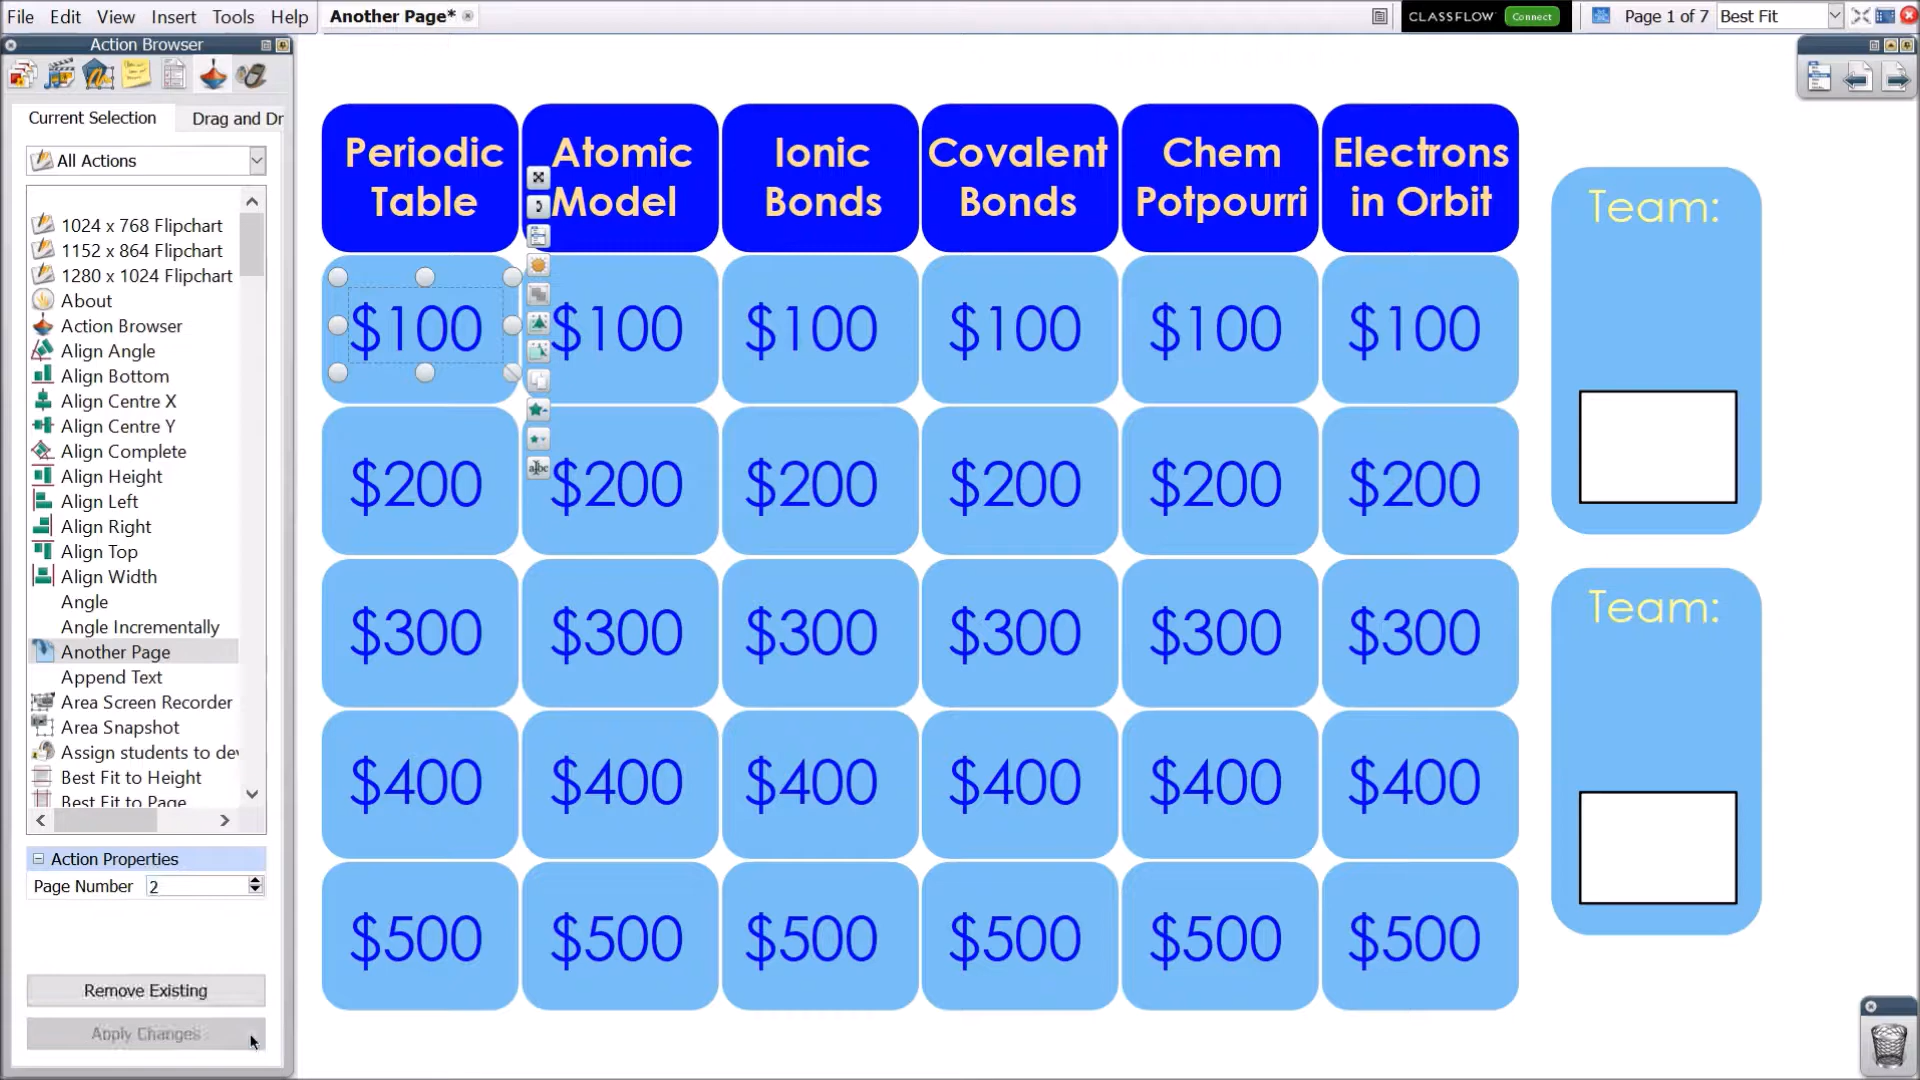 File Edit View Insert Tools Help
Another Page*
CLASSFLOW Connect
Page 1 of 7 Best Fit
Action Browser
Current Selection Drag and Dr
All Actions
1024 x 768 Flipchart
1152 x 864 Flipchart
1280 x 1024 Flipchart
About
Action Browser
Align Angle
Align Bottom
Align Centre X
Align Centre Y
Align Complete
Align Height
Align Left
Align Right
Align Top
Align Width
Angle
Angle Incrementally
Another Page
Append Text
Area Screen Recorder
Area Snapshot
Assign students to dev
Best Fit to Height
Best Fit to Page
Action Properties
Page Number 2
Remove Existing
Apply Changes
Periodic Table
Atomic Model
Ionic Bonds
Covalent Bonds
Chem Potpourri
Electrons in Orbit
$100 $100 $100 $100 $100 $100
$200 $200 $200 $200 $200 $200
$300 $300 $300 $300 $300 $300
$400 $400 $400 $400 $400 $400
$500 $500 $500 $500 $500 $500
Team:
Team:
abc